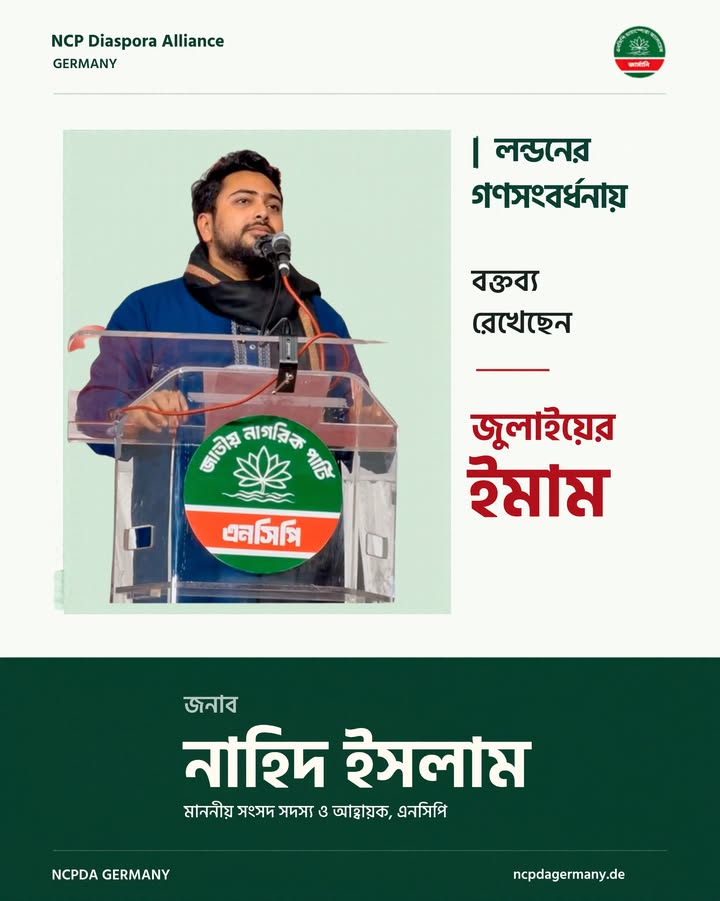 NCP Diaspora Alliance
GERMANY
জার্মানি
| লন্ডনের
গণসংবর্ধনায়
বক্তব্য
রেখেছেন
জুলাইয়ের
ইমাম
জাতীয় নাগরিক পার্টি
এনসিপি
জনাব
নাহিদ ইসলাম
মাননীয় সংসদ সদস্য ও আহ্বায়ক, এনসিপি
NCPDA GERMANY
ncpdagermany.de